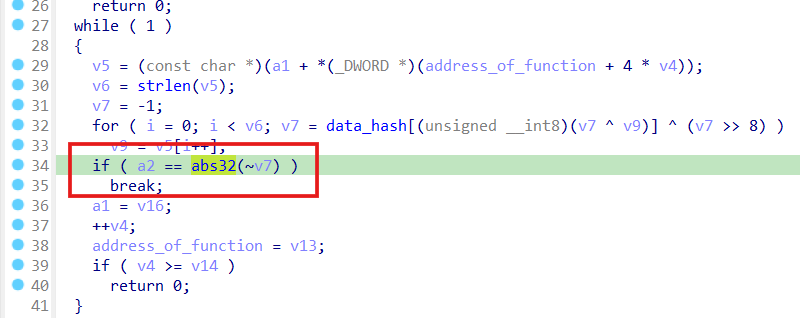 26 return 0;
27 while ( 1 )
28 {
29 v5 = (const char *)(a1 + *(_DWORD *)(address_of_function + 4 * v4));
30 v6 = strlen(v5);
31 v7 = -1;
32 for ( i = 0; i < v6; v7 = data_hash[(unsigned __int8)(v7 ^ v9)] ^ (v7 >> 8) )
33 v9 = v5[i++];
34 if ( a2 == abs32(~v7) )
35 break;
36 a1 = v16;
37 ++v4;
38 address_of_function = v13;
39 if ( v4 >= v14 )
40 return 0;
41 }